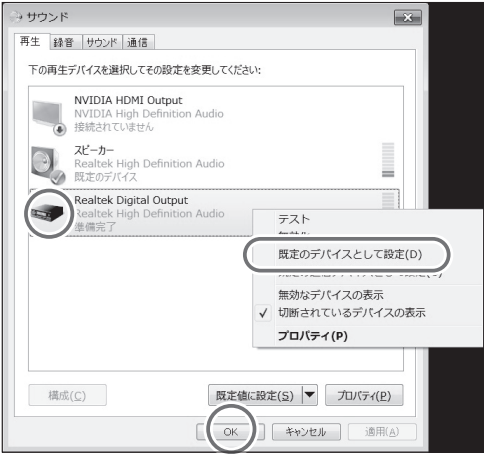 サウンド
再生 録音 サウンド 通信
下の再生デバイスを選択してその設定を変更してください:
NVIDIA HDMI Output
NVIDIA High Definition Audio
接続されていません
スピーカー
Realtek High Definition Audio
既定のデバイス
Realtek Digital Output
Realtek High Definition Audio
準備完了
テスト
既定のデバイスとして設定(D)
無効なデバイスの表示
✓ 切断されているデバイスの表示
プロパティ(P)
構成(C) 既定値に設定(S) プロパティ(P)
OK キャンセル 適用(A)